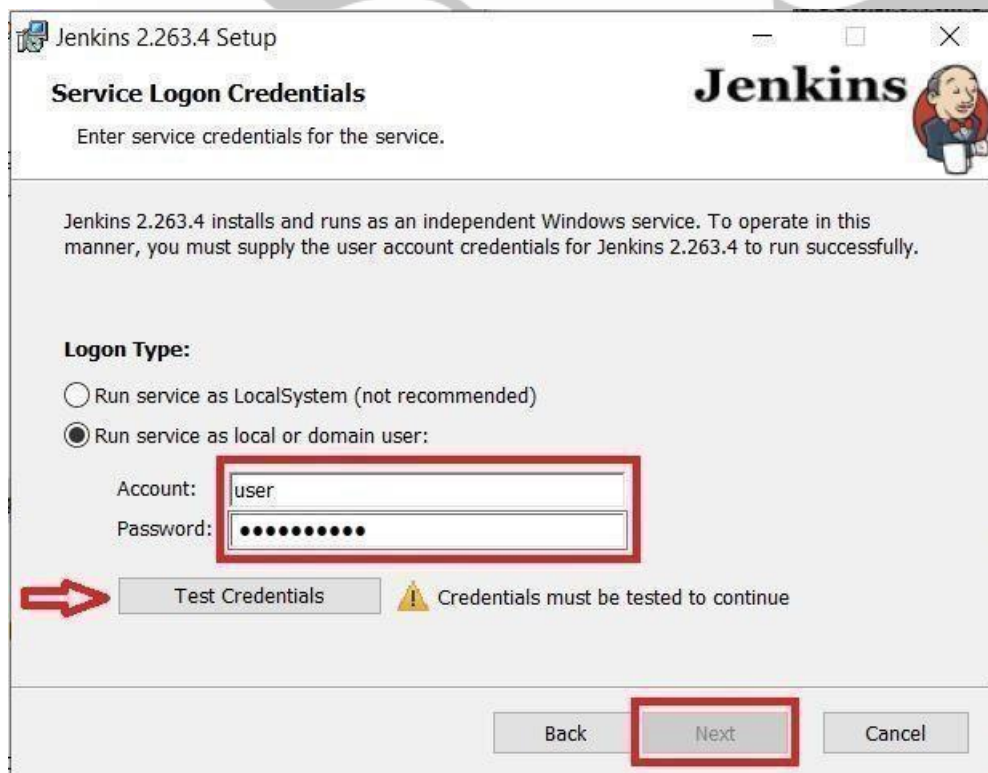 Jenkins 2.263.4 Setup
Jenkins
Service Logon Credentials
Enter service credentials for the service.
Jenkins 2.263.4 installs and runs as an independent Windows service. To operate in this
manner, you must supply the user account credentials for Jenkins 2.263.4 to run successfully.
Logon Type:
Run service as LocalSystem (not recommended)
Run service as local or domain user:
Account: user
Password: ●●●●●●●●●●
Test Credentials Credentials must be tested to continue
Back Next Cancel